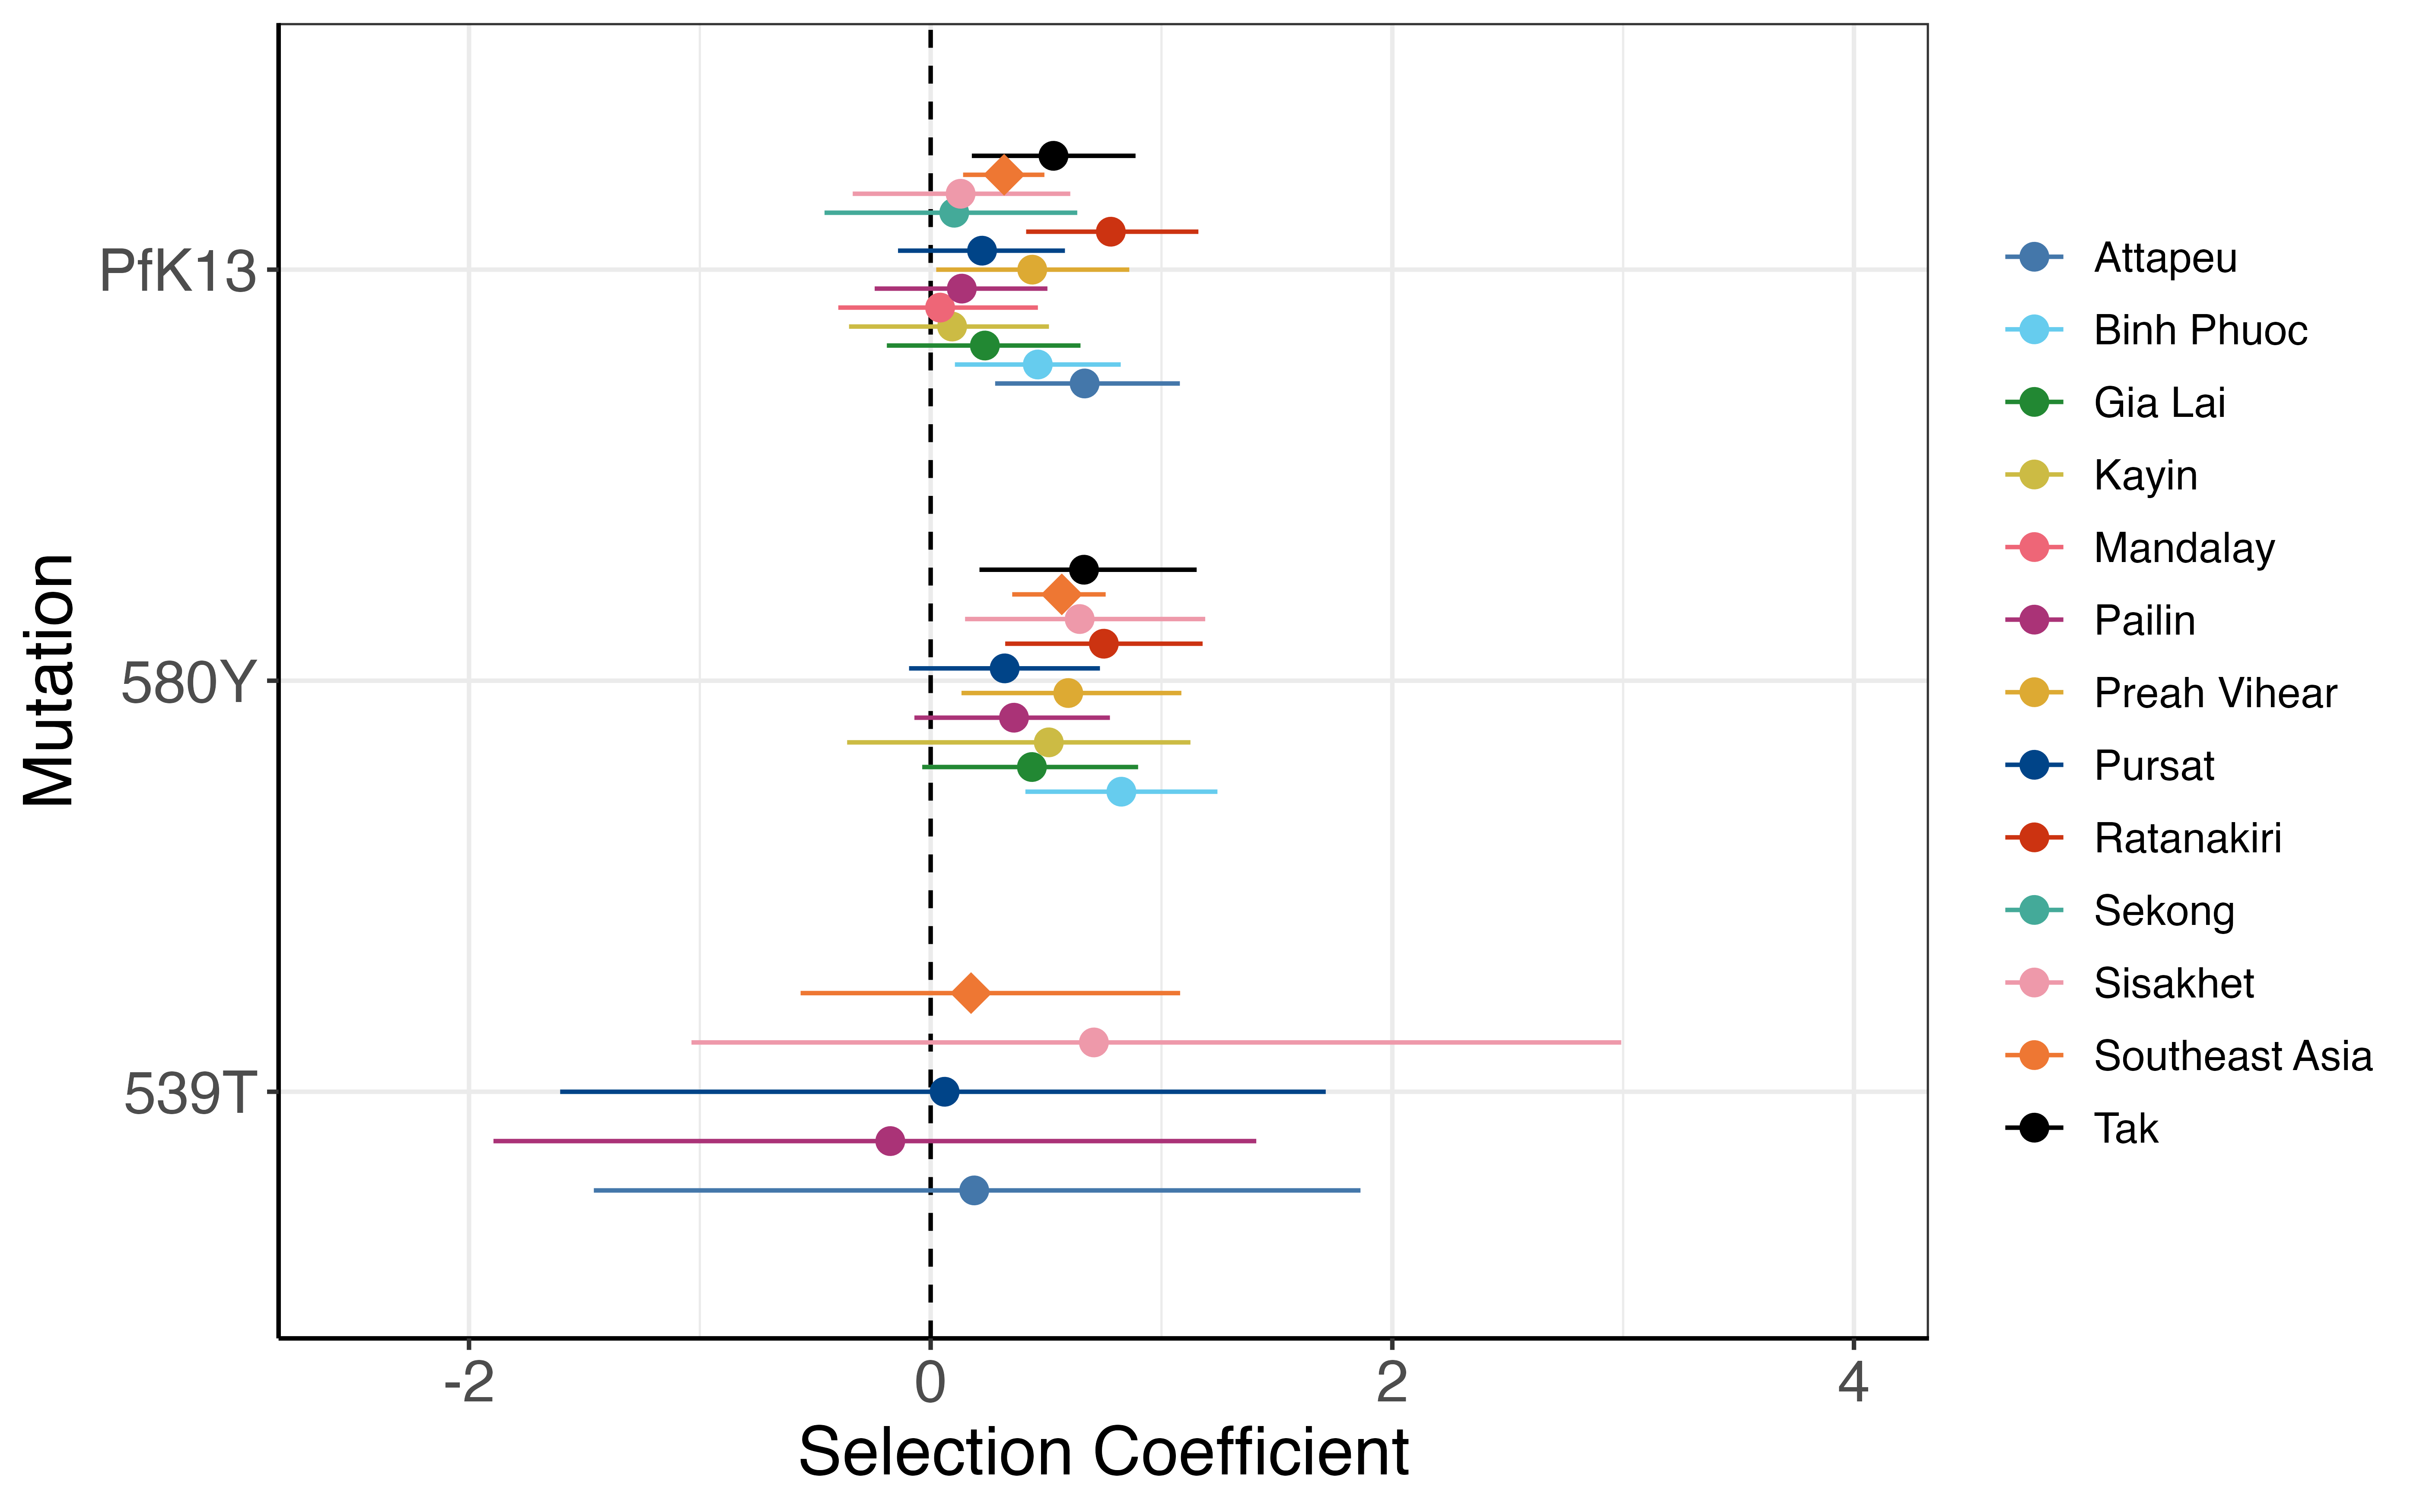 Mutation
PfK13
580Y
539T
-2
0
2
4
Selection Coefficient
Attapeu
Binh Phuoc
Gia Lai
Kayin
Mandalay
Pailin
Preah Vihear
Pursat
Ratanakiri
Sekong
Sisakhet
Southeast Asia
Tak